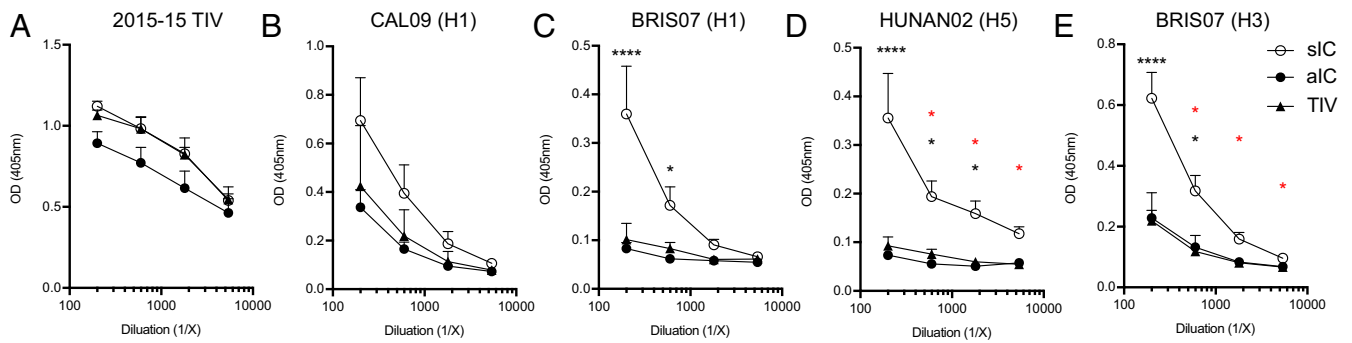 A 2015-15 TIV
1.5
1.0
0.5
0.0
OD (405nm)
100 1000 10000
Diluation (1/X)
B CAL09 (H1)
1.0
0.8
0.6
0.4
0.2
0.0
OD (405nm)
100 1000 10000
Diluation (1/X)
C BRIS07 (H1)
0.5
0.4
0.3
0.2
0.1
0.0
OD (405nm)
****
*
100 1000 10000
Diluation (1/X)
D HUNAN02 (H5)
0.5
0.4
0.3
0.2
0.1
0.0
OD (405nm)
****
*
* *
* * *
100 1000 10000
Diluation (1/X)
E BRIS07 (H3)
0.8
0.6
0.4
0.2
0.0
OD (405nm)
****
*
* *
*
100 1000 10000
Diluation (1/X)
sIC
aIC
TIV